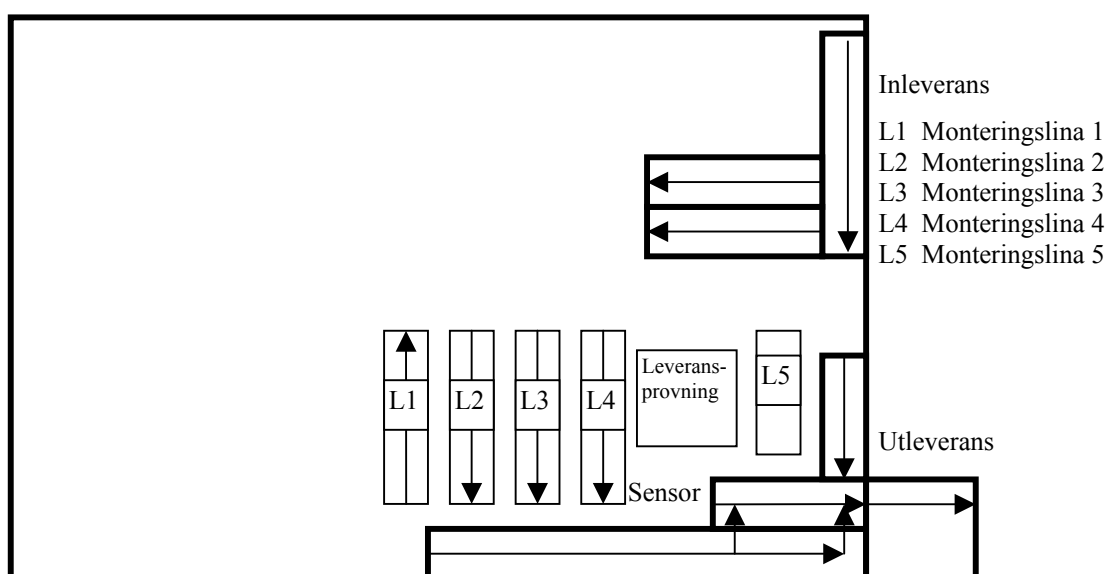 Inleverans
L1 Monteringslina 1
L2 Monteringslina 2
L3 Monteringslina 3
L4 Monteringslina 4
L5 Monteringslina 5
Leverans-
provning
L1
L2
L3
L4
L5
Utleverans
Sensor